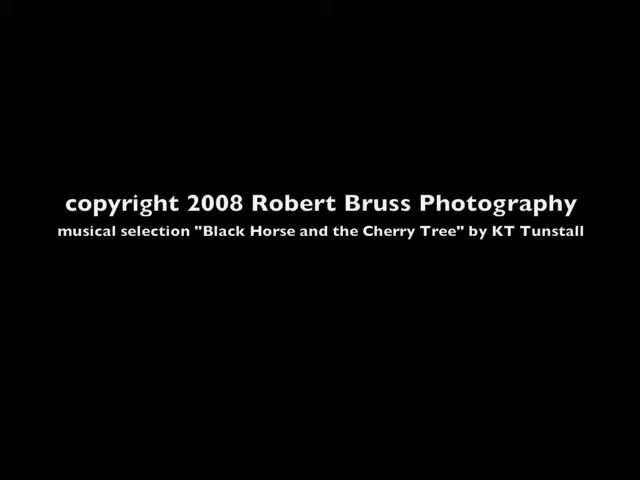 copyright 2008 Robert Bruss Photography
musical selection "Black Horse and the Cherry Tree" by KT Tunstall